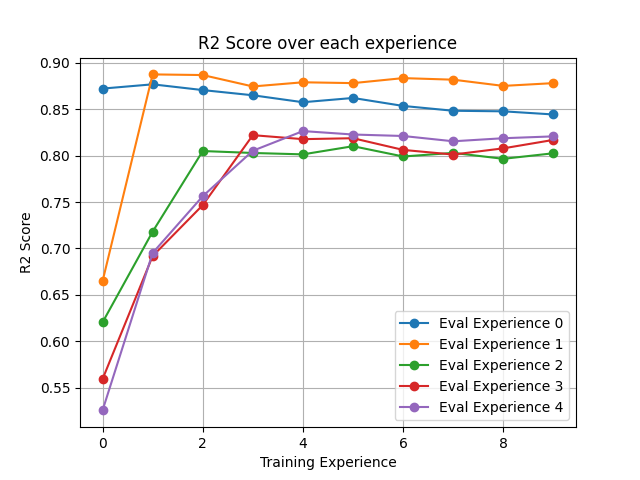 R2 Score over each experience
0.90
0.85
0.80
0.75
0.70
0.65
0.60
0.55
R2 Score
0 2 4 6 8
Training Experience
Eval Experience 0
Eval Experience 1
Eval Experience 2
Eval Experience 3
Eval Experience 4